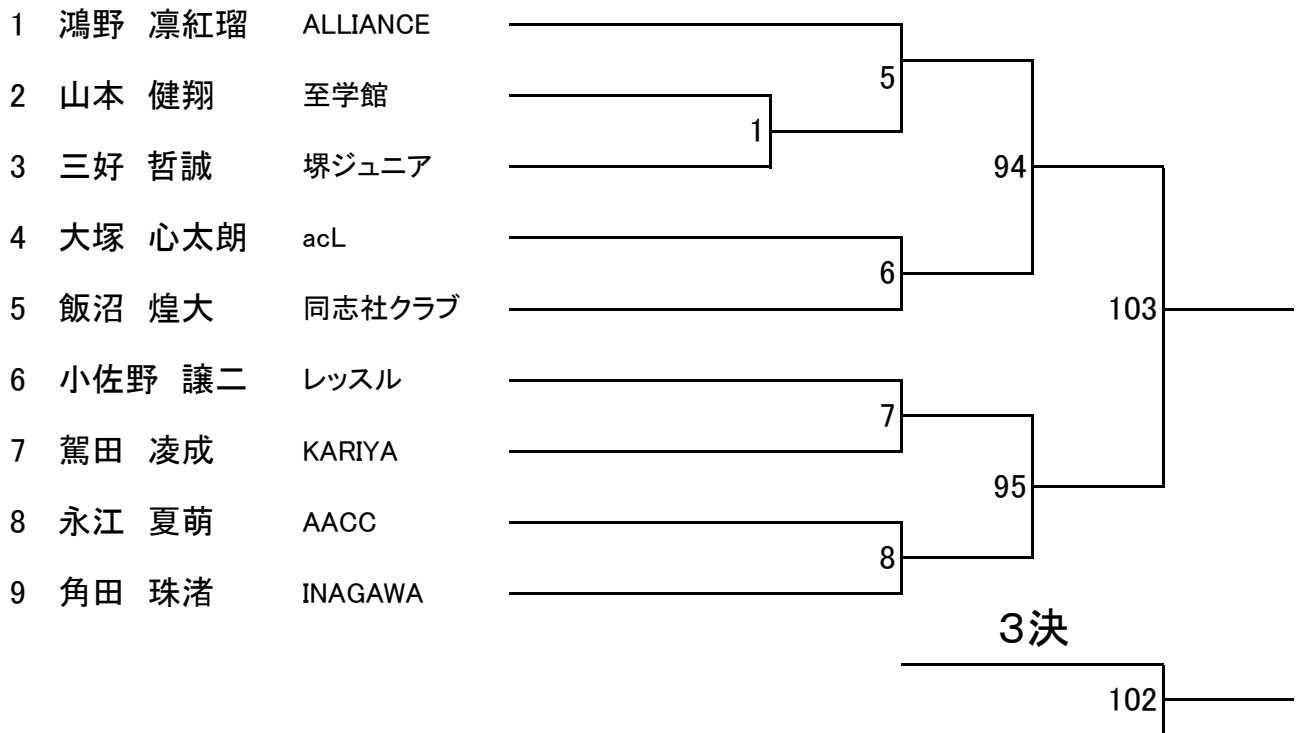 1 鴻野 凛紅瑠 ALLIANCE
5
2 山本 健翔 至学館
1
3 三好 哲誠 堺ジュニア
94
4 大塚 心太朗 acL
6
5 飯沼 煌大 同志社クラブ
103
6 小佐野 譲二 レッスル
7
7 駕田 凌成 KARIYA
95
8 永江 夏萌 AACC
8
9 角田 珠渚 INAGAWA
3決
102